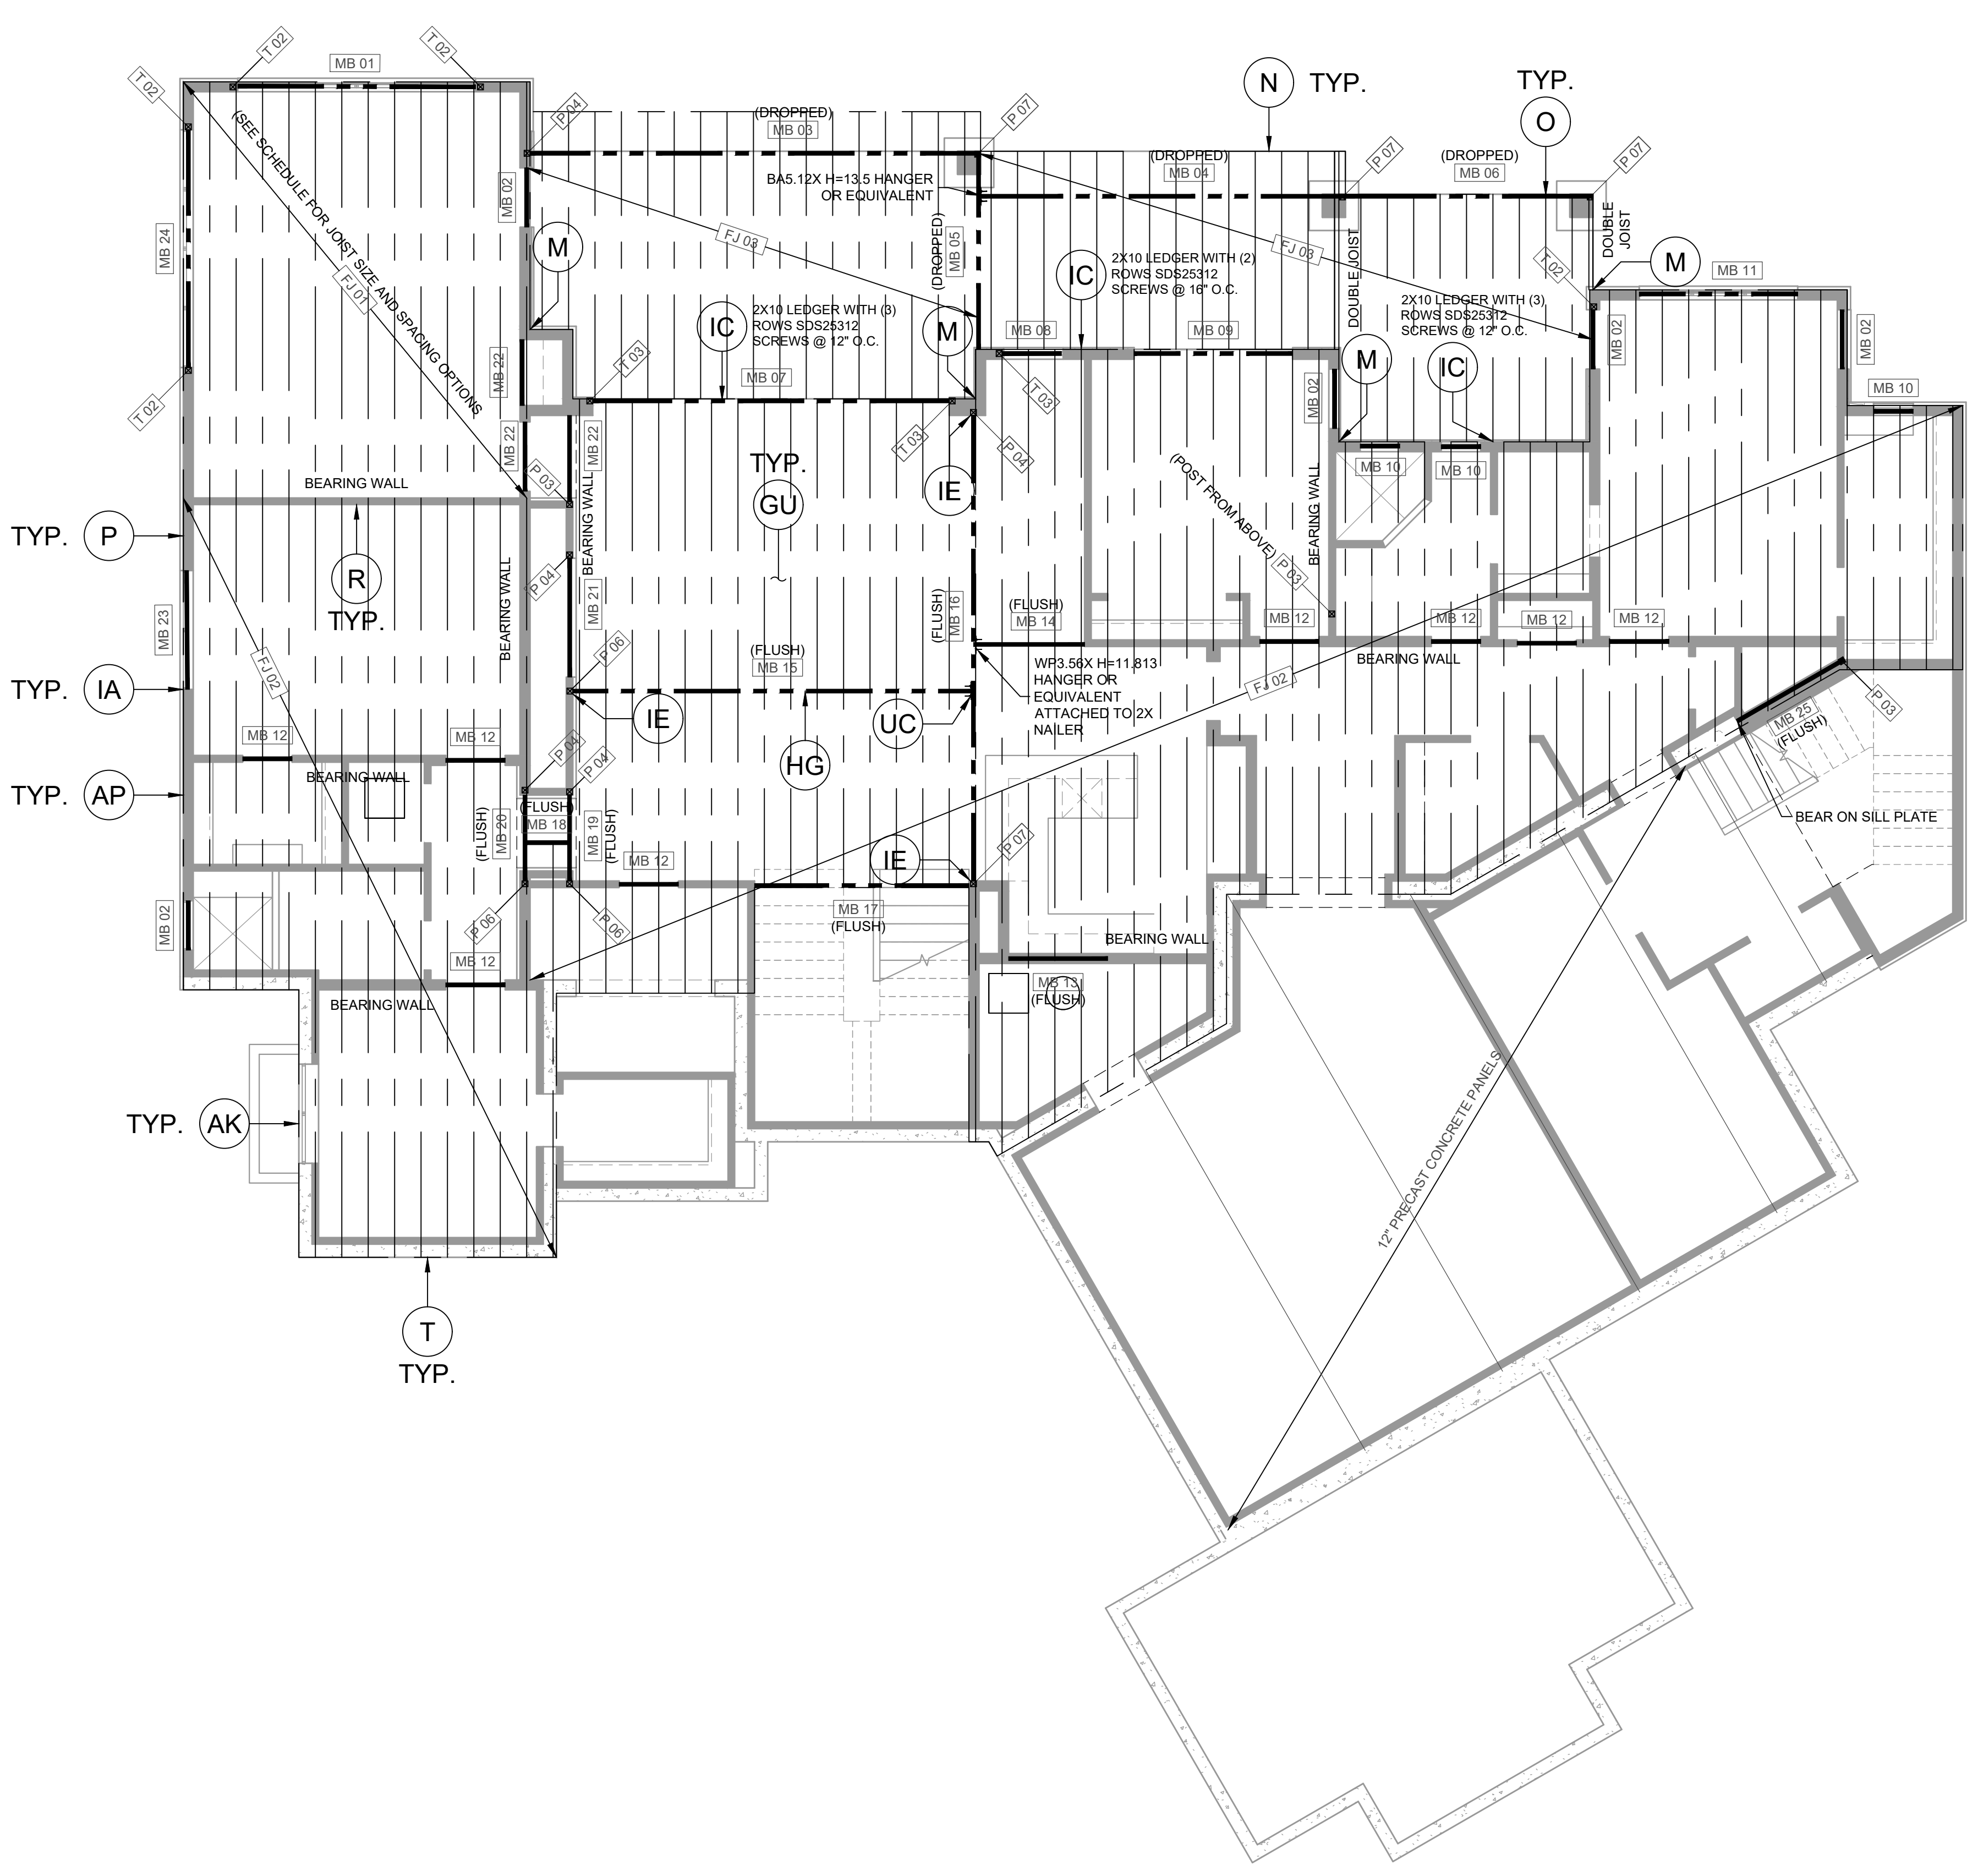 T 02
T 02
MB 01
T 02
N
TYP.
TYP.
O
P 04
(DROPPED)
MB 03
P 07
(DROPPED)
MB 04
P 07
(DROPPED)
MB 06
P 07
(SEE SCHEDULE FOR JOIST SIZE AND SPACING OPTIONS
FJ 01
BA5.12X H=13.5 HANGER
OR EQUIVALENT
MB 02
MB 24
M
FJ 03
(DROPPED)
MB 05
IC
2X10 LEDGER WITH (2)
ROWS SDS25312
SCREWS @ 16" O.C.
FJ 03
DOUBLE JOIST
DOUBLE
JOIST
T 02
M
MB 11
IC
2X10 LEDGER WITH (3)
ROWS SDS25312
SCREWS @ 12" O.C.
M
MB 08
MB 09
2X10 LEDGER WITH (3)
ROWS SDS25312
SCREWS @ 12" O.C.
MB 02
MB 02
MB 22
T 03
MB 07
M
IC
MB 02
MB 10
T 02
T 03
T 03
P 04
MB 22
MB 22
TYP.
GU
IE
(POST FROM ABOVE)
P 03
BEARING WALL
MB 10
MB 10
BEARING WALL
P 03
BEARING WALL
TYP.
P
R
TYP.
BEARING WALL
P 04
MB 21
(FLUSH)
MB 16
(FLUSH)
MB 14
MB 12
MB 12
MB 12
MB 12
MB 23
P 06
(FLUSH)
MB 15
WP3.56X H=11.813
HANGER OR
EQUIVALENT
ATTACHED TO 2X
NAILER
BEARING WALL
FJ 02
FJ 02
TYP.
IA
IE
UC
P 03
MB 25
(FLUSH)
MB 12
MB 12
P 04
P 04
HG
BEARING WALL
TYP.
AP
(FLUSH)
MB 20
(FLUSH)
MB 18
MB 19
(FLUSH)
BEAR ON SILL PLATE
MB 12
IE
P 07
MB 02
P 06
P 06
MB 17
(FLUSH)
BEARING WALL
MB 12
MB 13
(FLUSH)
BEARING WALL
TYP.
AK
12" PRECAST CONCRETE PANELS
T
TYP.